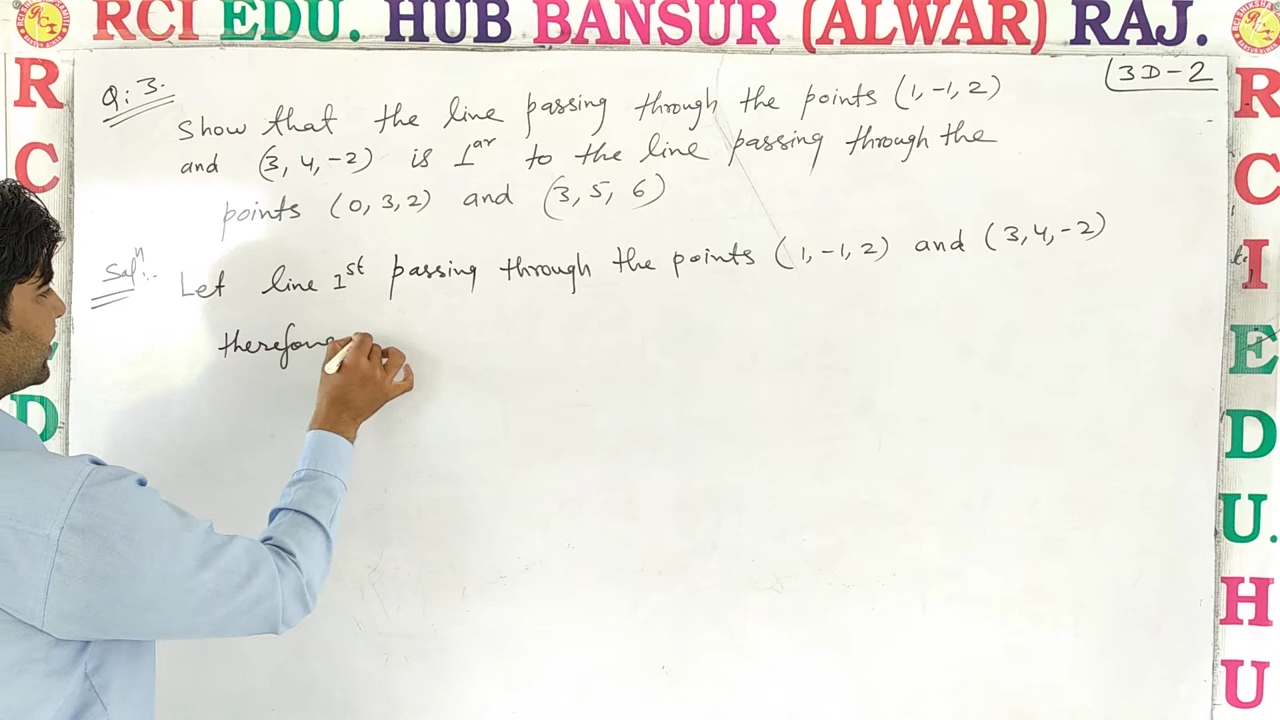 RCI EDU. HUB BANSUR (ALWAR) RAJ.
3D-2
Q: 3.
Show that the line passing through the points (1, -1, 2)
and (3, 4, -2) is ⊥ar to the line passing through the
points (0, 3, 2) and (3, 5, 6)
Soln:-
Let line 1st passing through the points (1, -1, 2) and (3, 4, -2)
therefore
R
C
D
R
C
I
E
D
U.
H
U